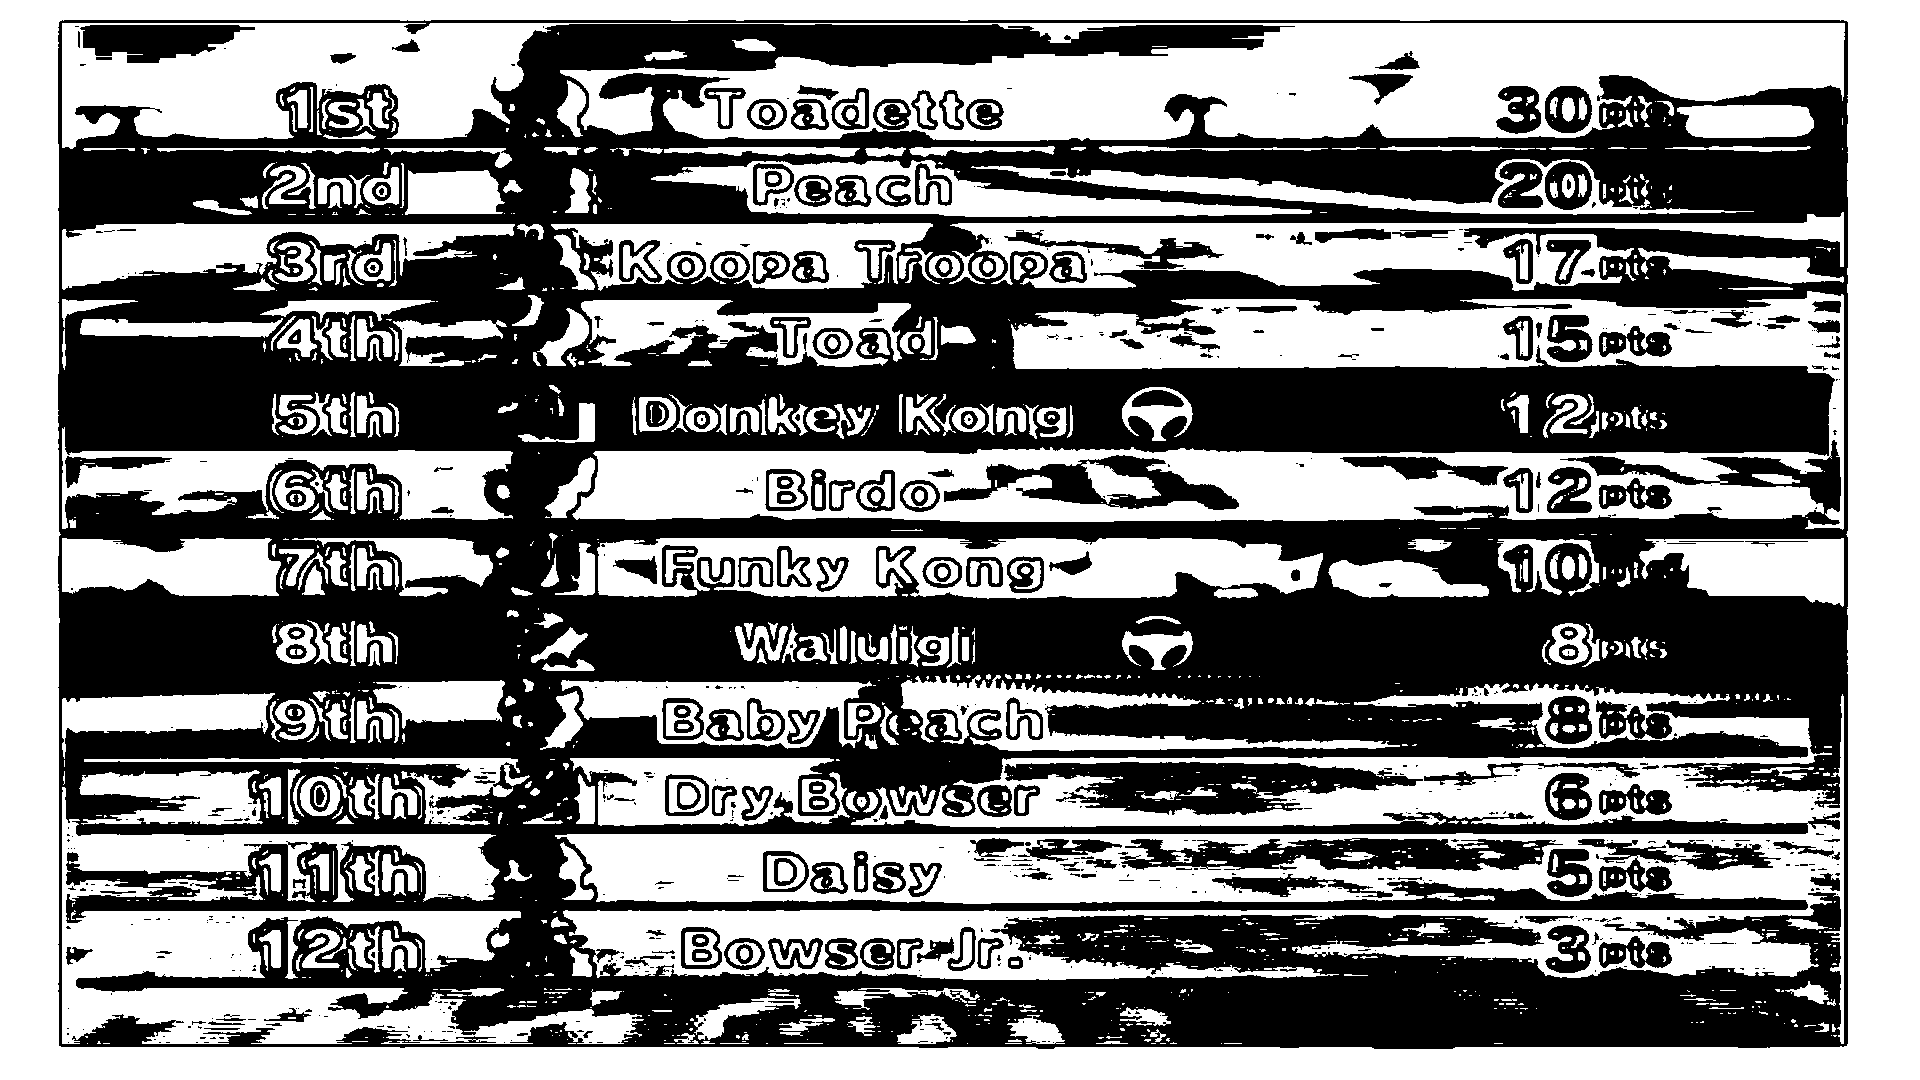 1st Toadette 30pts
2nd Peach 20pts
3rd Koopa Troopa 17pts
4th Toad 15pts
5th Donkey Kong 12pts
6th Birdo 12pts
7th Funky Kong 10pts
8th Waluigi 8pts
9th Baby Peach 8pts
10th Dry Bowser 6pts
11th Daisy 5pts
12th Bowser Jr. 3pts